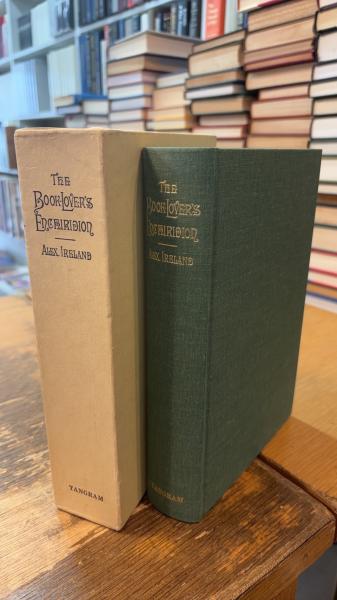 THE
BOOK-LOVER'S
ENCHIRIDION
ALEX. IRELAND
TANGRAM
THE
BOOK-LOVER'S
ENCHIRIDION
ALEX. IRELAND
TANGRAM